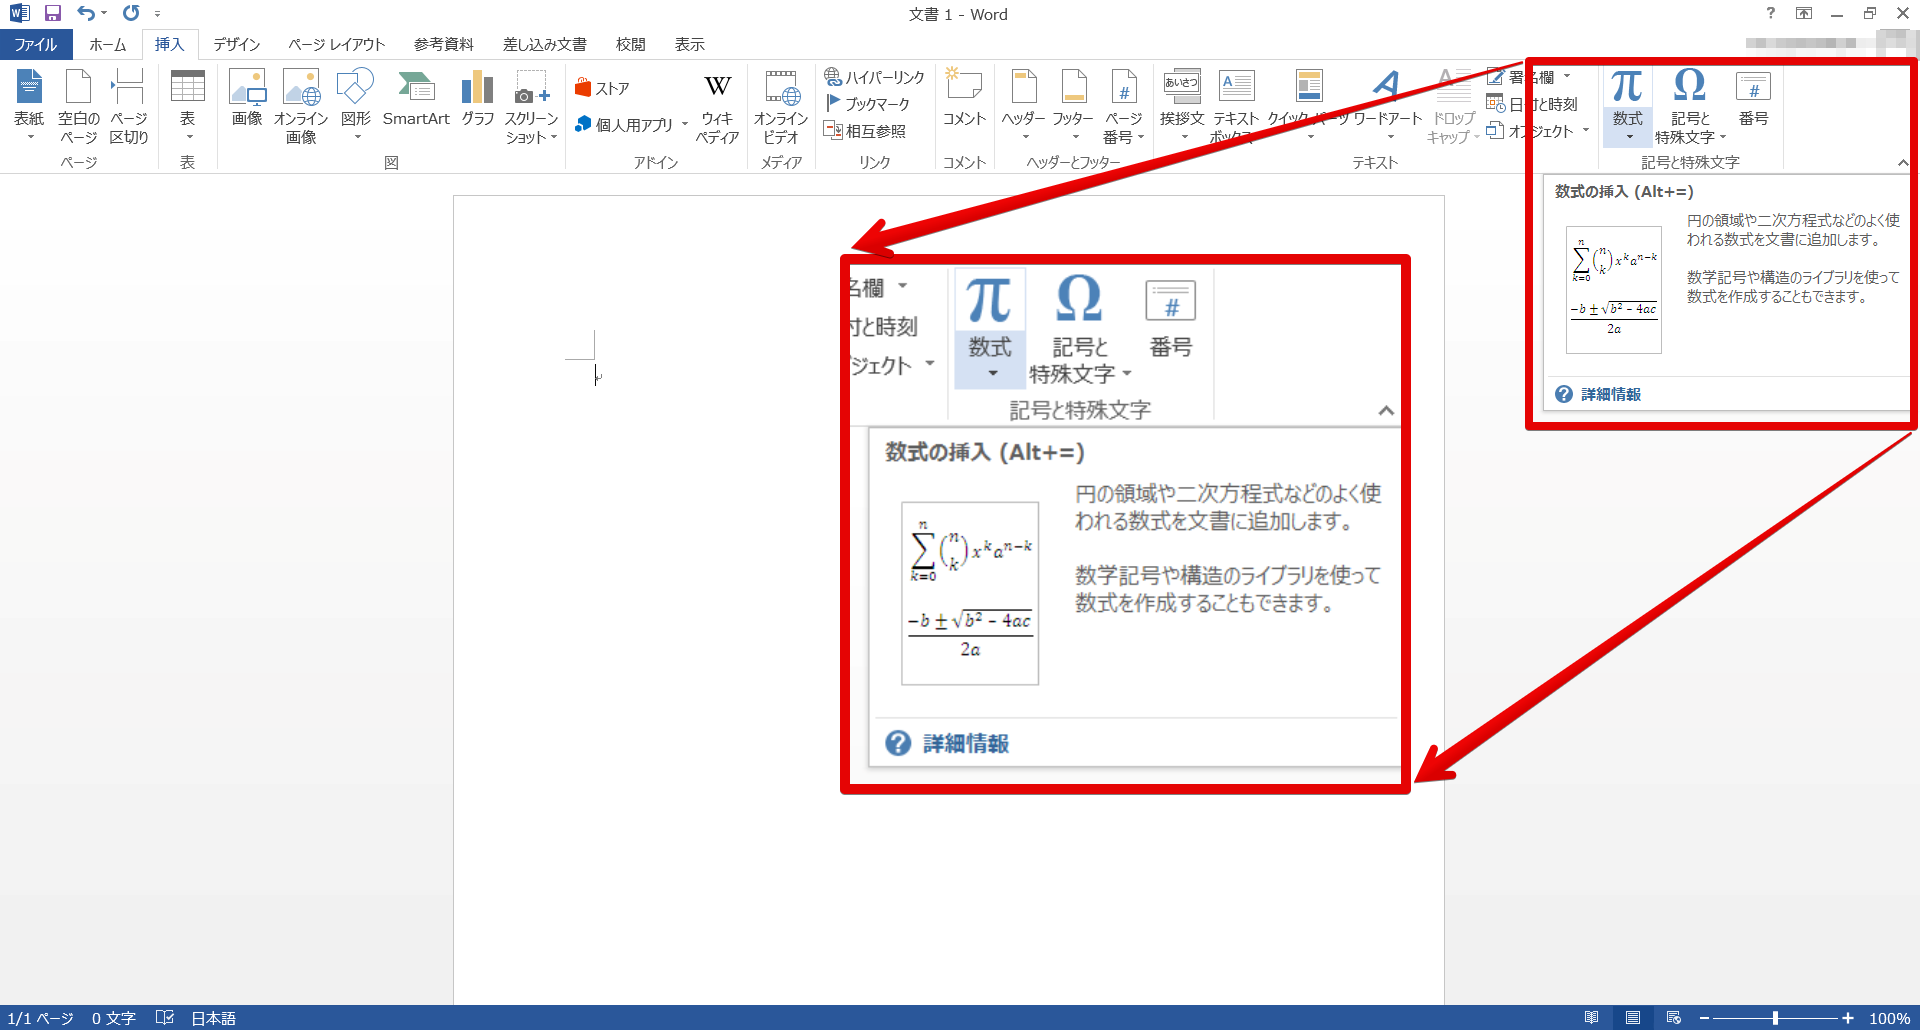 文書 1 - Word
ファイル ホーム 挿入 デザイン ページ レイアウト 参考資料 差し込み文書 校閲 表示
表紙
空白の
ページ
ページ
区切り
ページ
表
表
画像
オンライン
画像
図形
SmartArt
グラフ
スクリーン
ショット
図
ストア
個人用アプリ
W
ウィキ
ペディア
アドイン
オンライン
ビデオ
メディア
ハイパーリンク
ブックマーク
相互参照
リンク
コメント
コメント
ヘッダー
フッター
ページ
番号
ヘッダーとフッター
あいさつ
挨拶文
テキスト
ボックス
クイック パーツ
ワードアート
ドロップ
キャップ
署名欄
日付と時刻
オブジェクト
テキスト
π
数式
Ω
記号と
特殊文字
#
番号
記号と特殊文字
数式の挿入 (Alt+=)
円の領域や二次方程式などのよく使
われる数式を文書に追加します。
数学記号や構造のライブラリを使って
数式を作成することもできます。
n
∑ (n k) x^k a^n−k
k=0
−b ± √b² − 4ac
2a
詳細情報
名欄
付と時刻
ジェクト
π
数式
Ω
記号と
特殊文字
#
番号
記号と特殊文字
数式の挿入 (Alt+=)
円の領域や二次方程式などのよく使
われる数式を文書に追加します。
数学記号や構造のライブラリを使って
数式を作成することもできます。
n
∑ (n k) x^k a^n−k
k=0
−b ± √b² − 4ac
2a
詳細情報
1/1 ページ 0 文字 日本語 100%